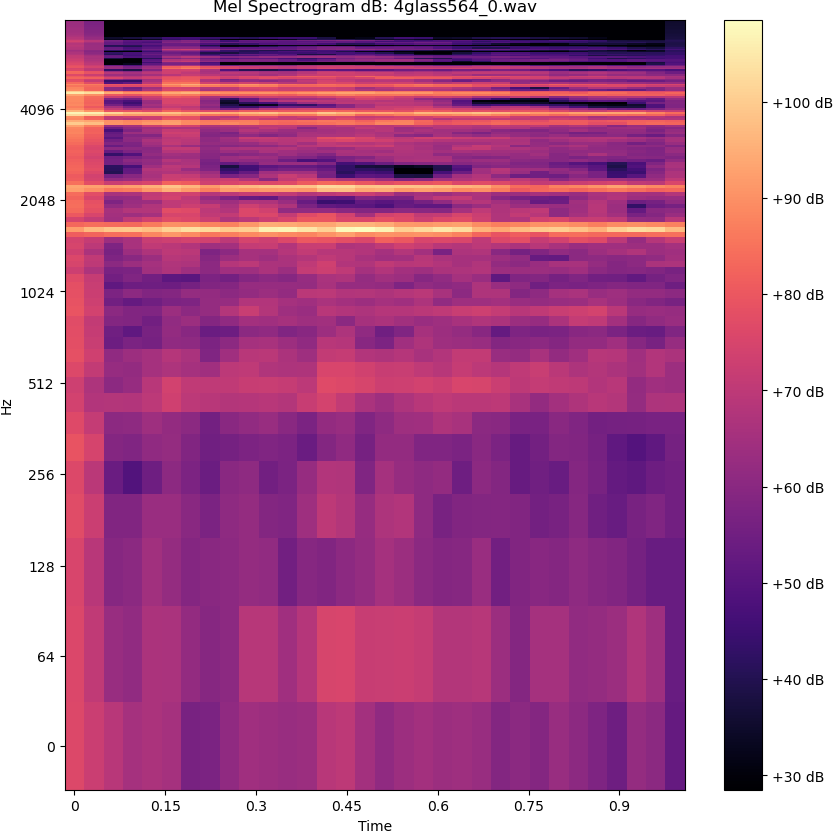 Mel Spectrogram dB: 4glass564_0.wav
4096
2048
1024
512
256
128
64
0
Hz
0
0.15
0.3
0.45
0.6
0.75
0.9
Time
+100 dB
+90 dB
+80 dB
+70 dB
+60 dB
+50 dB
+40 dB
+30 dB